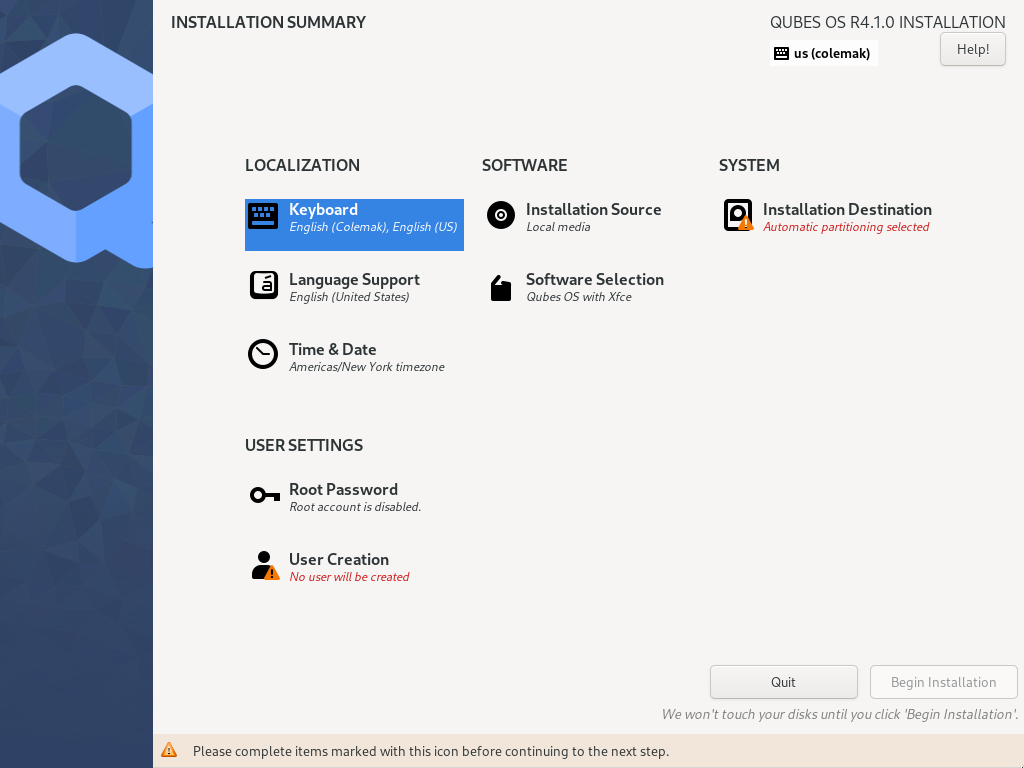 INSTALLATION SUMMARY
QUBES OS R4.1.0 INSTALLATION
us (colemak)
Help!
LOCALIZATION
Keyboard
English (Colemak), English (US)
Language Support
English (United States)
Time & Date
Americas/New York timezone
SOFTWARE
Installation Source
Local media
Software Selection
Qubes OS with Xfce
SYSTEM
Installation Destination
Automatic partitioning selected
USER SETTINGS
Root Password
Root account is disabled.
User Creation
No user will be created
Quit
Begin Installation
We won't touch your disks until you click 'Begin Installation'.
Please complete items marked with this icon before continuing to the next step.